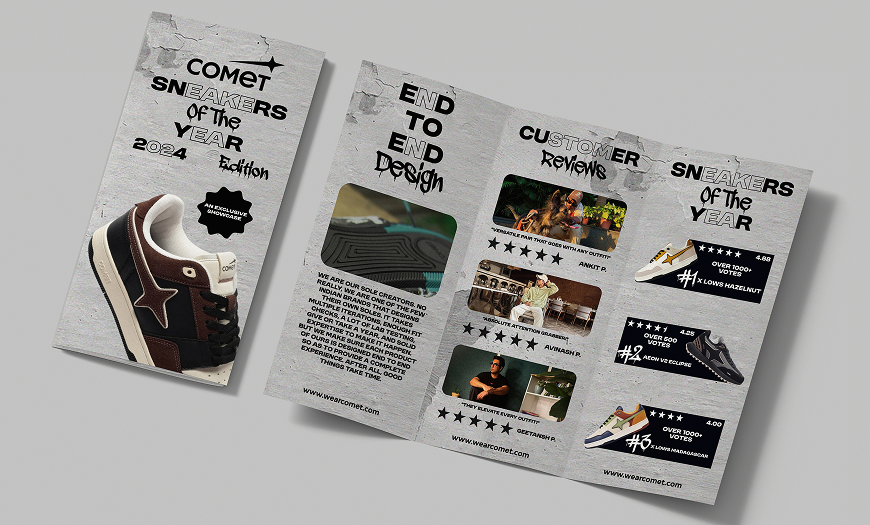 COMET
SNEAKERS
Of The
YEAR
2024
Edition
AN EXCLUSIVE
SHOWCASE
COMET
END
TO
END
Design
WE ARE OUR SOLE CREATORS. NO
REALLY. WE ARE ONE OF THE FEW
INDIAN BRANDS THAT DESIGNS
THEIR OWN SOLES. IT TAKES
MULTIPLE ITERATIONS, ENOUGH FIT
CHECKS, A LOT OF LAB TESTING,
GIVE OR TAKE A YEAR, AND SOLID
EXPERTISE TO MAKE IT HAPPEN.
BUT WE MAKE SURE EACH PRODUCT
OF OURS IS DESIGNED END TO END
SO AS TO PROVIDE A COMPLETE
EXPERIENCE. AFTER ALL, GOOD
THINGS TAKE TIME.
www.wearcomet.com
CUSTOMER
Reviews
"VERSATILE PAIR THAT GOES WITH ANY OUTFIT"
ANKIT P.
"ABSOLUTE ATTENTION GRABBER!"
AVINASH P.
"THEY ELEVATE EVERY OUTFIT"
GEETANSH P.
www.wearcomet.com
SNEAKERS
Of The
YEAR
4.88
OVER 1000+
VOTES
#1 X LOWS HAZELNUT
4.25
OVER 500
VOTES
#2 AEON V2 ECLIPSE
4.00
OVER 1000+
VOTES
#3 X LOWS MADAGASCAR
www.wearcomet.com